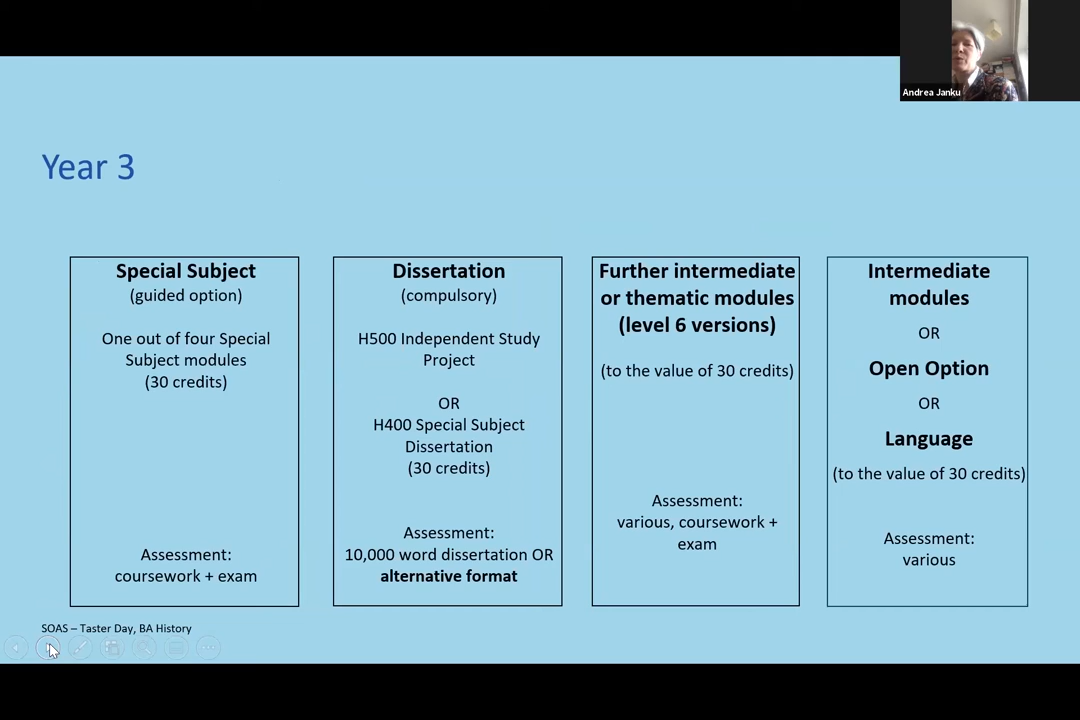 Andrea Janku
Year 3
Special Subject
(guided option)
One out of four Special
Subject modules
(30 credits)
Assessment:
coursework + exam
Dissertation
(compulsory)
H500 Independent Study
Project
OR
H400 Special Subject
Dissertation
(30 credits)
Assessment:
10,000 word dissertation OR
alternative format
Further intermediate
or thematic modules
(level 6 versions)
(to the value of 30 credits)
Assessment:
various, coursework +
exam
Intermediate
modules
OR
Open Option
OR
Language
(to the value of 30 credits)
Assessment:
various
SOAS – Taster Day, BA History